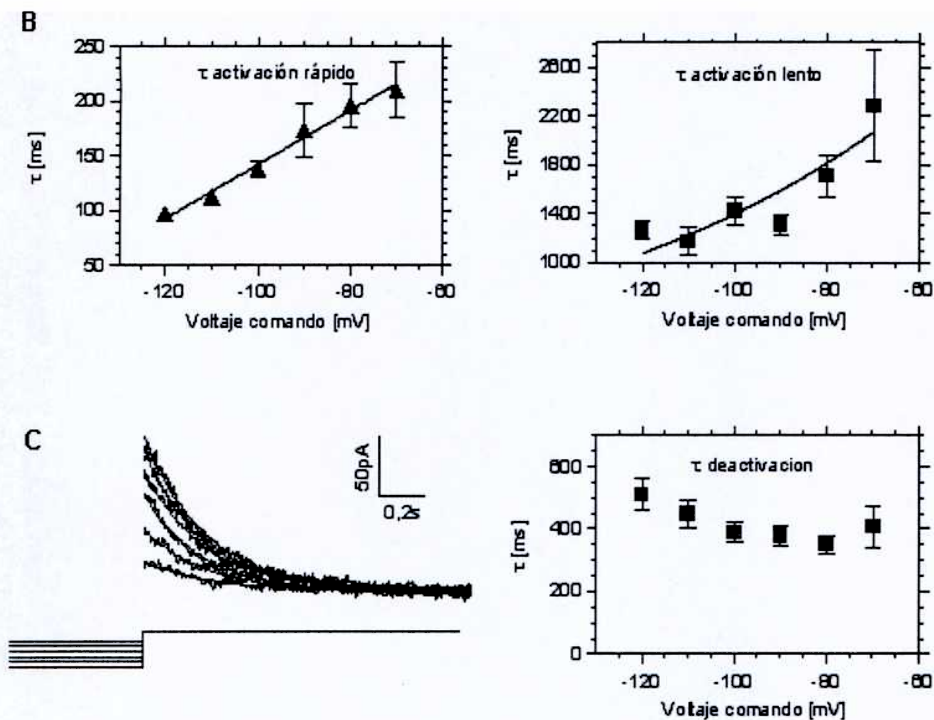 B
τ activación rápido
250
200
150
100
50
τ [ms]
-120 -100 -80 -60
Voltaje comando [mV]
τ activación lento
2600
2200
1800
1400
1000
τ [ms]
-120 -100 -80 -60
Voltaje comando [mV]
C
50pA
0,2s
τ deactivacion
600
400
200
0
τ [ms]
-120 -100 -80 -60
Voltaje comando [mV]